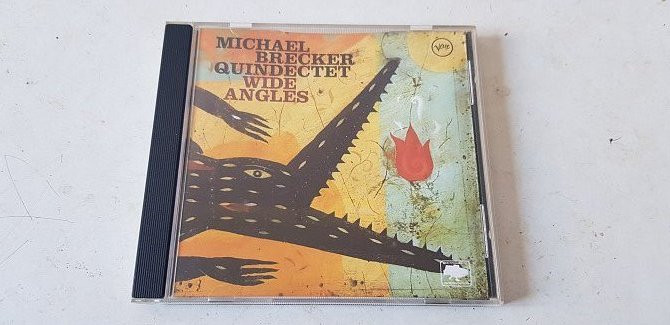 MICHAEL
BRECKER
QUINDECTET
WIDE
ANGLES
Verve